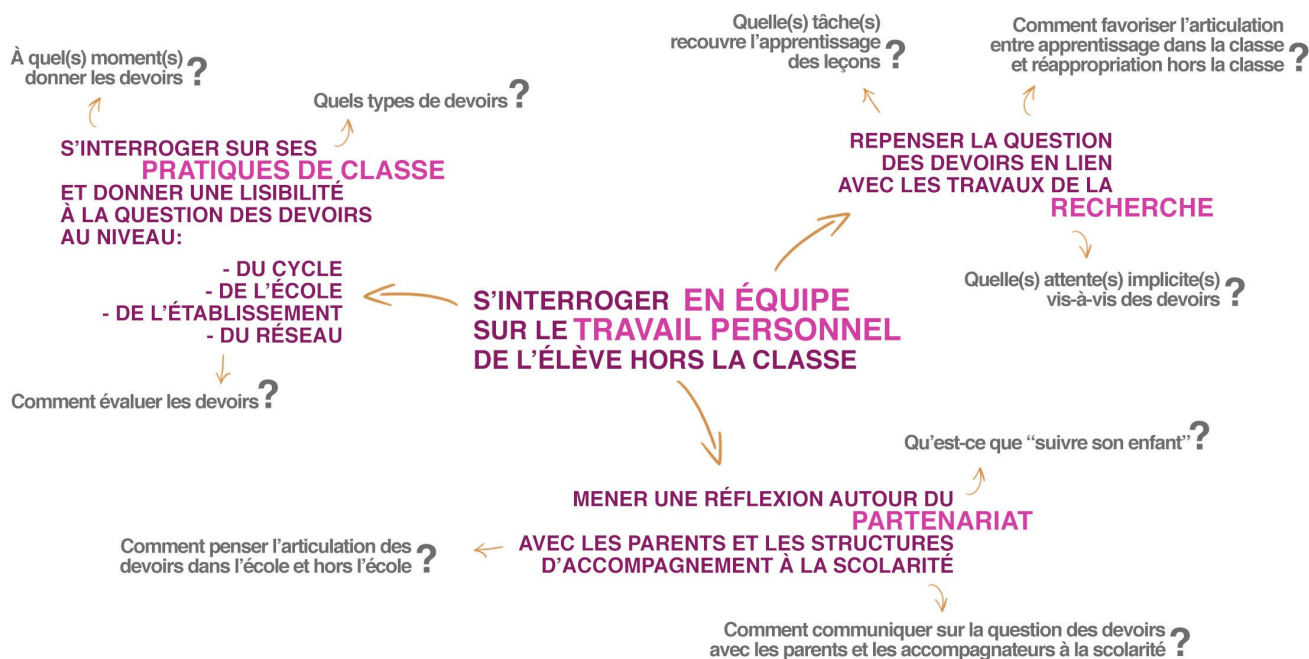 À quel(s) moment(s)
donner les devoirs ?
Quels types de devoirs ?
S'INTERROGER SUR SES
PRATIQUES DE CLASSE
ET DONNER UNE LISIBILITÉ
À LA QUESTION DES DEVOIRS
AU NIVEAU:
- DU CYCLE
- DE L'ÉCOLE
- DE L'ÉTABLISSEMENT
- DU RÉSEAU
Comment évaluer les devoirs ?
Quelle(s) tâche(s)
recouvre l'apprentissage
des leçons ?
Comment favoriser l'articulation
entre apprentissage dans la classe
et réappropriation hors la classe ?
REPENSER LA QUESTION
DES DEVOIRS EN LIEN
AVEC LES TRAVAUX DE LA
RECHERCHE
Quelle(s) attente(s) implicite(s)
vis-à-vis des devoirs ?
S'INTERROGER EN ÉQUIPE
SUR LE TRAVAIL PERSONNEL
DE L'ÉLÈVE HORS LA CLASSE
Qu'est-ce que “suivre son enfant” ?
MENER UNE RÉFLEXION AUTOUR DU
PARTENARIAT
AVEC LES PARENTS ET LES STRUCTURES
D'ACCOMPAGNEMENT À LA SCOLARITÉ
Comment penser l'articulation des
devoirs dans l'école et hors l'école ?
Comment communiquer sur la question des devoirs
avec les parents et les accompagnateurs à la scolarité ?